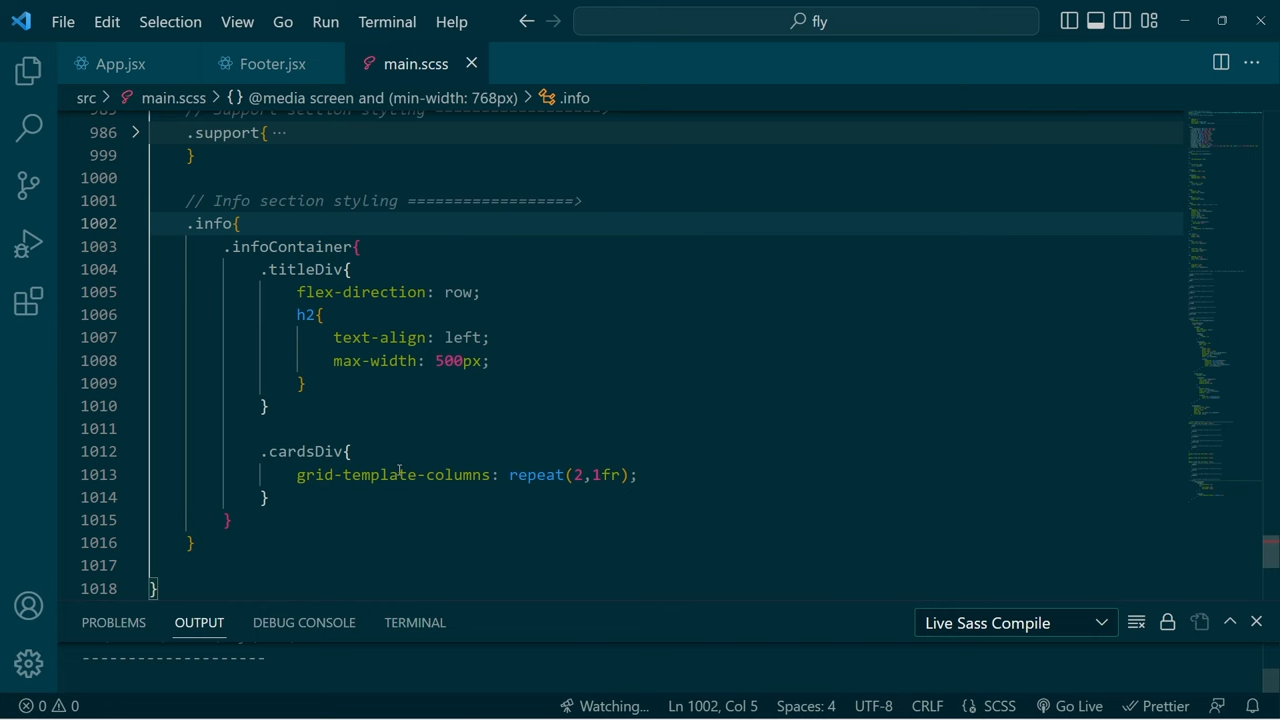 File Edit Selection View Go Run Terminal Help fly
App.jsx Footer.jsx main.scss
src > main.scss > {} @media screen and (min-width: 768px) > .info
985 // Support section styling ==================>
986 .support{ ···
999 }
1000
1001 // Info section styling ==================>
1002 .info{
1003 .infoContainer{
1004 .titleDiv{
1005 flex-direction: row;
1006 h2{
1007 text-align: left;
1008 max-width: 500px;
1009 }
1010 }
1011
1012 .cardsDiv{
1013 grid-template-columns: repeat(2,1fr);
1014 }
1015 }
1016 }
1017
1018 }
PROBLEMS OUTPUT DEBUG CONSOLE TERMINAL Live Sass Compile
--------------------
0 0 Watching... Ln 1002, Col 5 Spaces: 4 UTF-8 CRLF SCSS Go Live Prettier